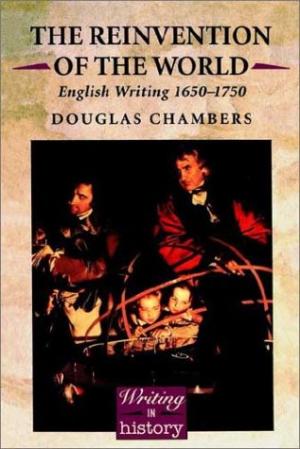 THE REINVENTION
OF THE WORLD
English Writing 1650–1750
DOUGLAS CHAMBERS
Writing
IN
history